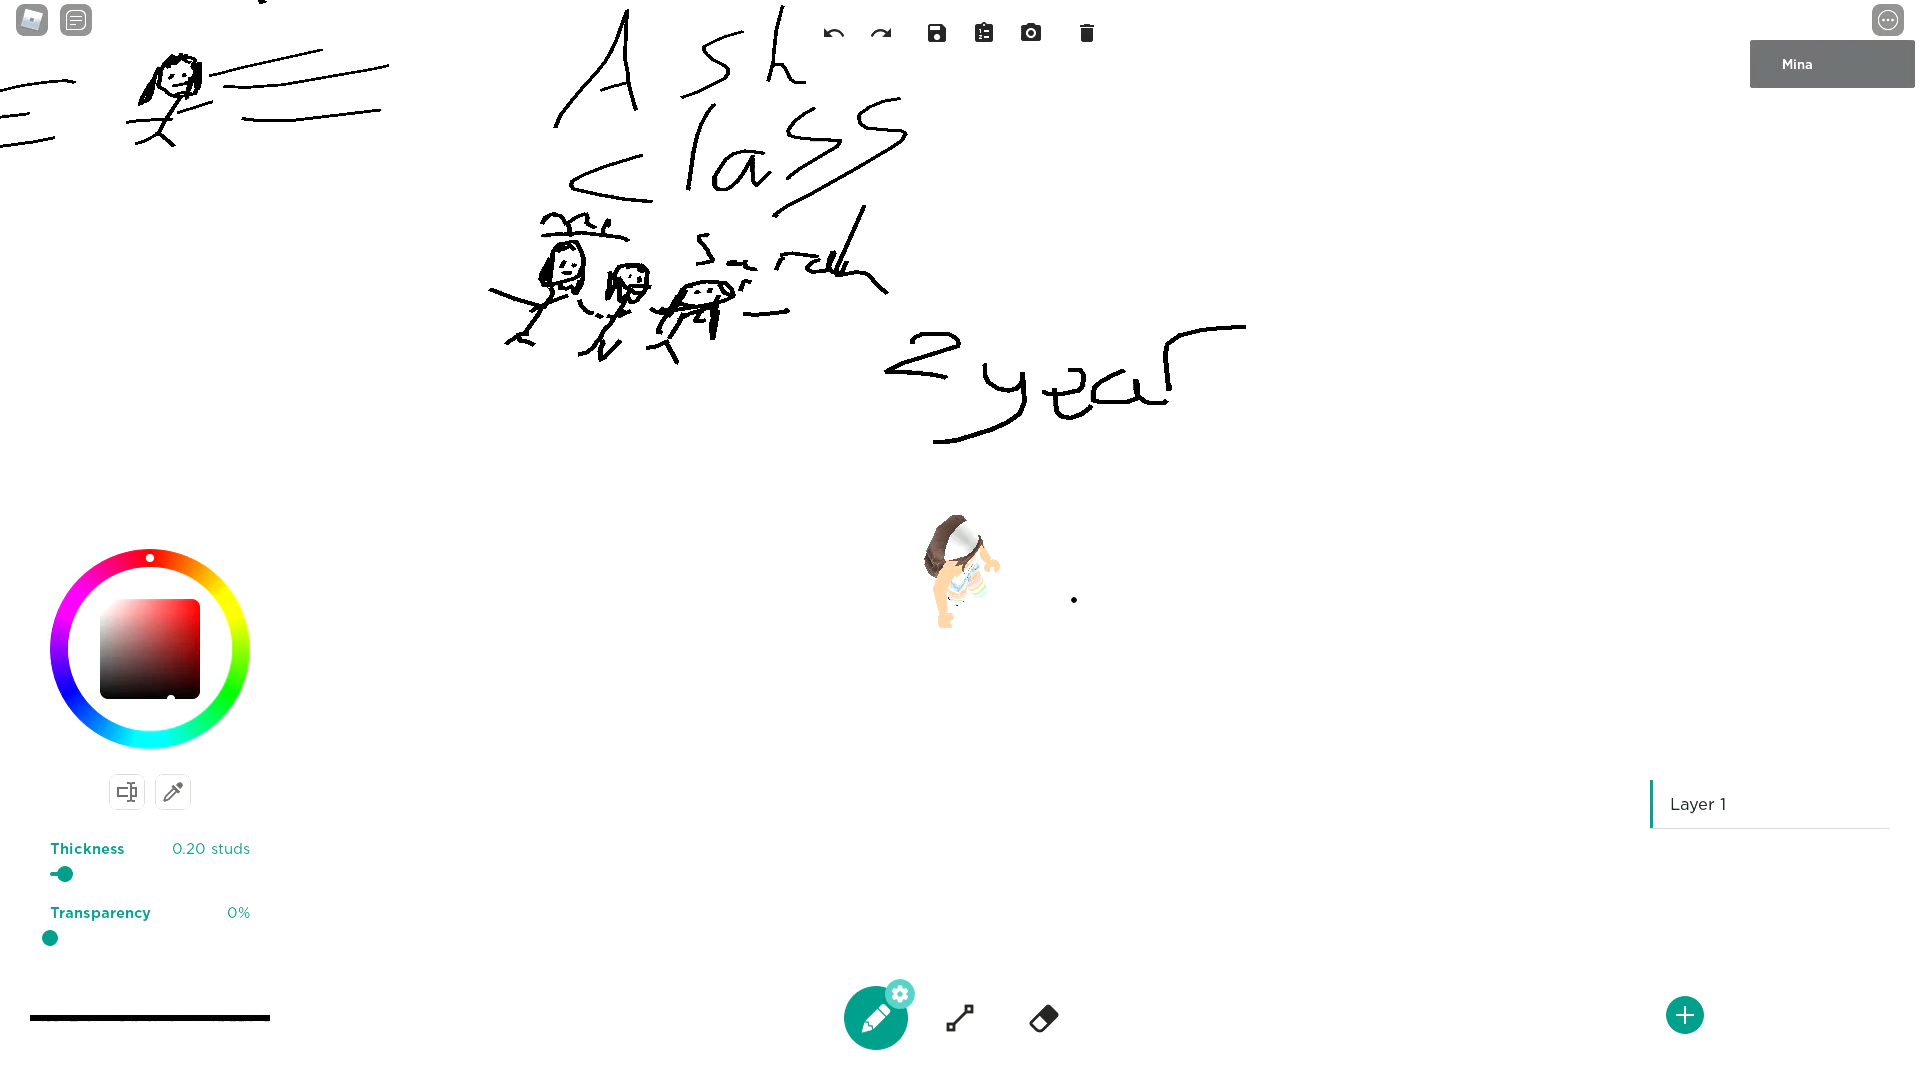 Mina
Ash
class
Sarah
2 year
Thickness 0.20 studs
Transparency 0%
Layer 1